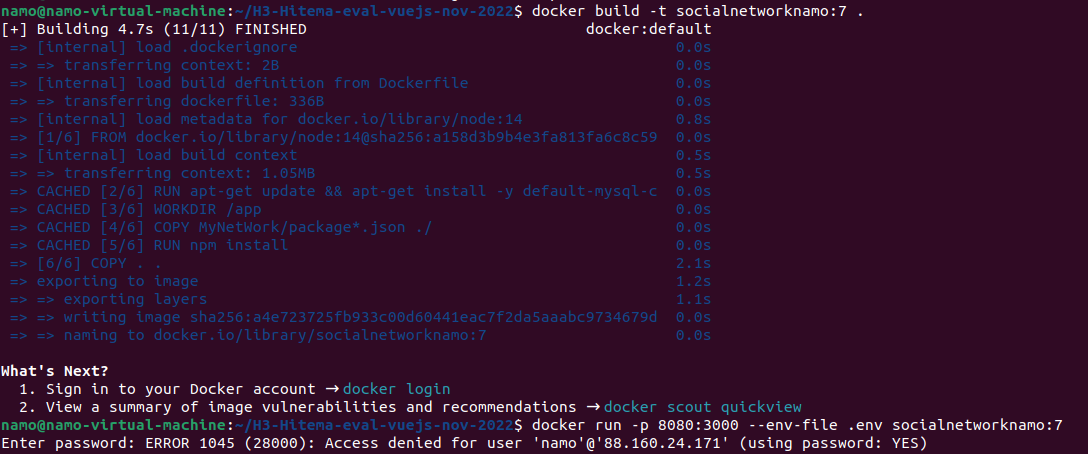 namo@namo-virtual-machine:~/H3-Hitema-eval-vuejs-nov-2022$ docker build -t socialnetworknamo:7 .
[+] Building 4.7s (11/11) FINISHED docker:default
=> [internal] load .dockerignore 0.0s
=> => transferring context: 2B 0.0s
=> [internal] load build definition from Dockerfile 0.0s
=> => transferring dockerfile: 336B 0.0s
=> [internal] load metadata for docker.io/library/node:14 0.8s
=> [1/6] FROM docker.io/library/node:14@sha256:a158d3b9b4e3fa813fa6c8c59 0.0s
=> [internal] load build context 0.5s
=> => transferring context: 1.05MB 0.5s
=> CACHED [2/6] RUN apt-get update && apt-get install -y default-mysql-c 0.0s
=> CACHED [3/6] WORKDIR /app 0.0s
=> CACHED [4/6] COPY MyNetWork/package*.json ./ 0.0s
=> CACHED [5/6] RUN npm install 0.0s
=> [6/6] COPY . . 2.1s
=> exporting to image 1.2s
=> => exporting layers 1.1s
=> => writing image sha256:a4e723725fb933c00d60441eac7f2da5aaabc9734679d 0.0s
=> => naming to docker.io/library/socialnetworknamo:7 0.0s
What's Next?
1. Sign in to your Docker account → docker login
2. View a summary of image vulnerabilities and recommendations → docker scout quickview
namo@namo-virtual-machine:~/H3-Hitema-eval-vuejs-nov-2022$ docker run -p 8080:3000 --env-file .env socialnetworknamo:7
Enter password: ERROR 1045 (28000): Access denied for user 'namo'@'88.160.24.171' (using password: YES)